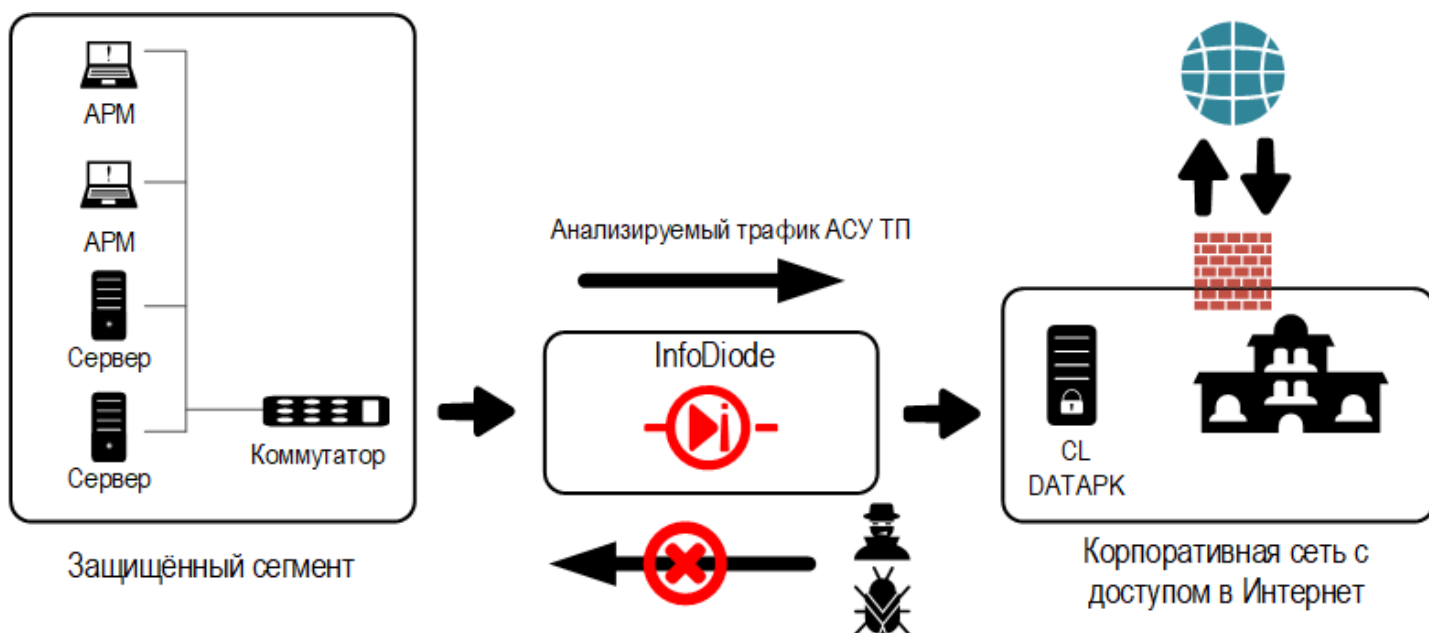 АРМ
АРМ
Сервер
Сервер
Коммутатор
Защищённый сегмент
Анализируемый трафик АСУ ТП
InfoDiode
CL
DATAPK
Корпоративная сеть с
доступом в Интернет